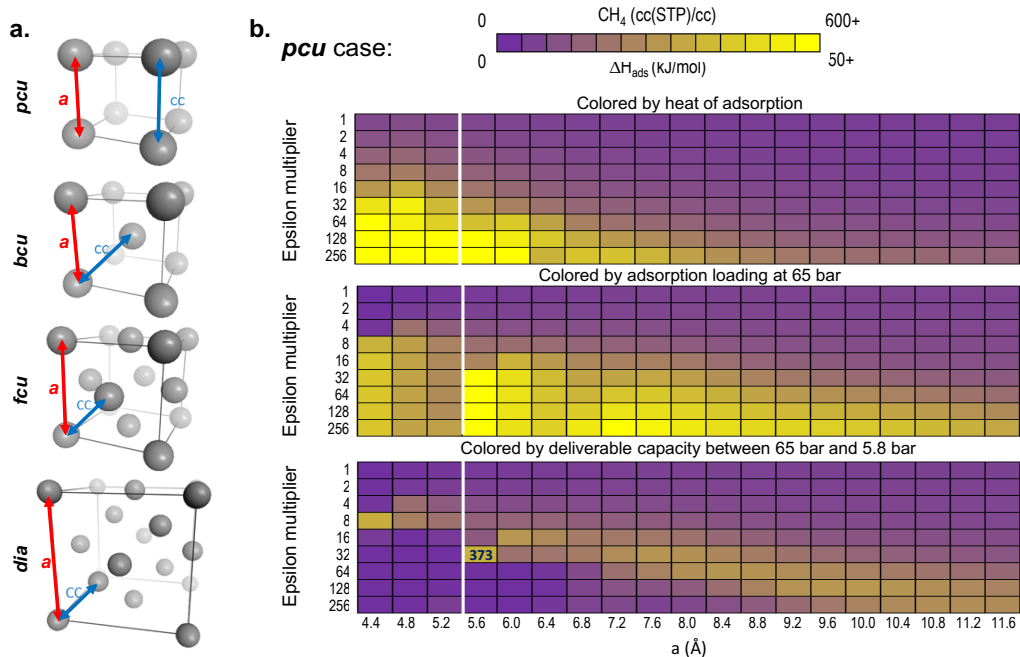 a.
pcu
a
cc
bcu
a
cc
fcu
a
cc
dia
a
cc
b.
pcu case:
0 CH₄ (cc(STP)/cc) 600+
0 ΔHads (kJ/mol) 50+
Colored by heat of adsorption
Epsilon multiplier
1
2
4
8
16
32
64
128
256
Colored by adsorption loading at 65 bar
Epsilon multiplier
1
2
4
8
16
32
64
128
256
Colored by deliverable capacity between 65 bar and 5.8 bar
Epsilon multiplier
1
2
4
8
16
32
373
64
128
256
4.4 4.8 5.2 5.6 6.0 6.4 6.8 7.2 7.6 8.0 8.4 8.8 9.2 9.6 10.0 10.4 10.8 11.2 11.6
a (Å)